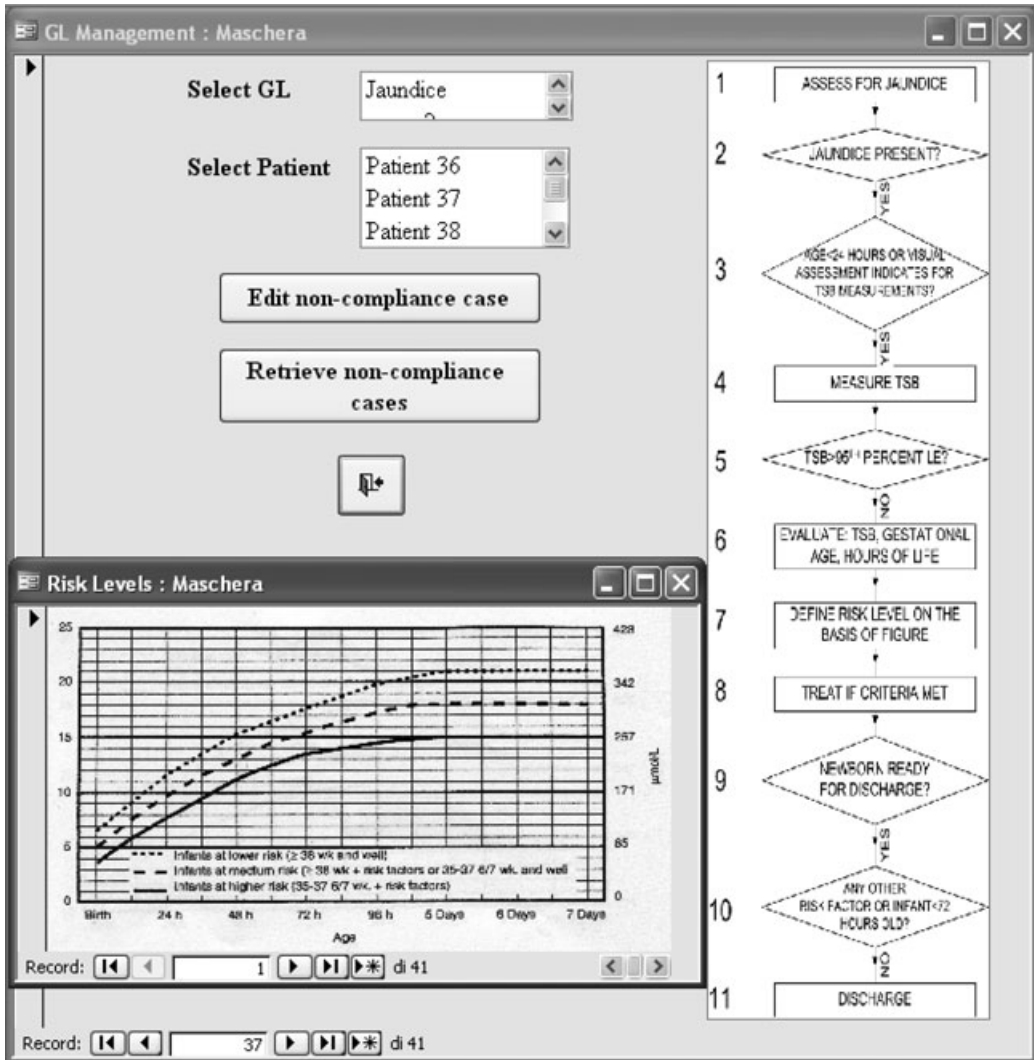 GL Management : Maschera
Select GL
Jaundice
Select Patient
Patient 36
Patient 37
Patient 38
Edit non-compliance case
Retrieve non-compliance
cases
1
ASSESS FOR JAUNDICE
2
JAUNDICE PRESENT?
YES
3
AGE<24 HOURS OR VISUAL
ASSESSMENT INDICATES FOR
TSB MEASUREMENTS?
YES
4
MEASURE TSB
5
TSB>95TH PERCENT LE?
NO
6
EVALUATE: TSB, GESTAT ONAL
AGE, HOURS OF LIFE
7
DEFINE RISK LEVEL ON THE
BASIS OF FIGURE
8
TREAT IF CRITERIA MET
9
NEWBORN READY
FOR DISCHARGE?
YES
10
ANY OTHER
RISK FACTOR OR INFANT<72
HOURS OLD?
NO
11
DISCHARGE
Risk Levels : Maschera
25
20
15
10
5
0
428
342
257
171
85
0
µmol/L
Infants at lower risk (≥ 38 wk and well)
Infants at medium risk (≥ 38 wk + risk factors or 35-37 6/7 wk. and well
Infants at higher risk (35-37 6/7 wk. + risk factors)
Birth 24 h 48 h 72 h 96 h 5 Days 6 Days 7 Days
Age
Record: 1 di 41
Record: 37 di 41